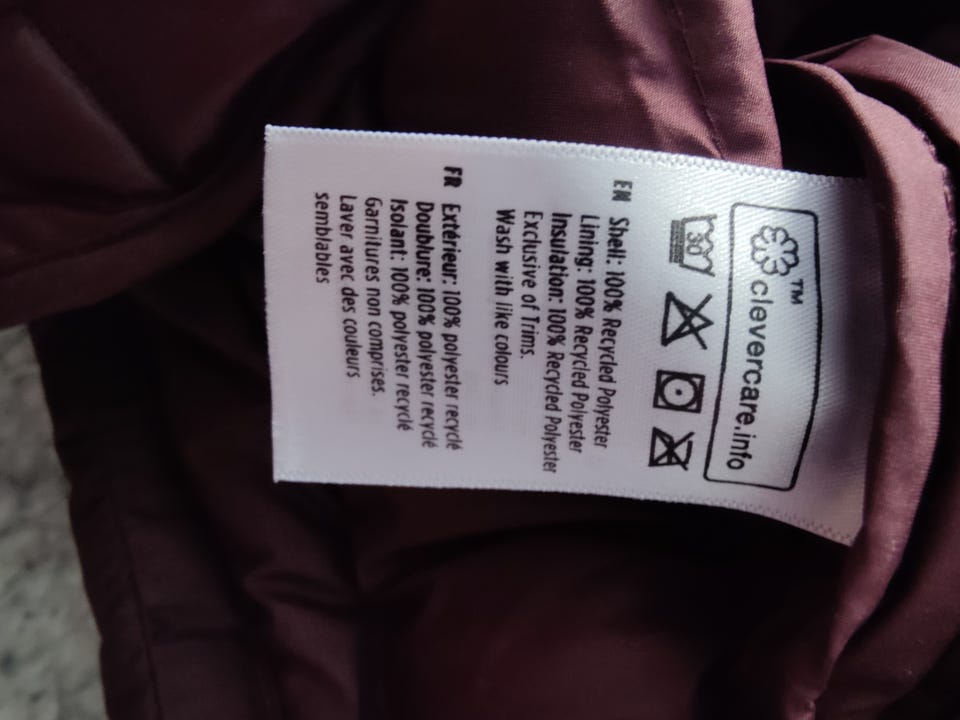 clevercare.info™
30
EN Shell: 100% Recycled Polyester
Lining: 100% Recycled Polyester
Insulation: 100% Recycled Polyester
Exclusive of Trims.
Wash with like colours
FR Extérieur: 100% polyester recyclé
Doublure: 100% polyester recyclé
Isolant: 100% polyester recyclé
Garnitures non comprises.
Laver avec des couleurs
semblables